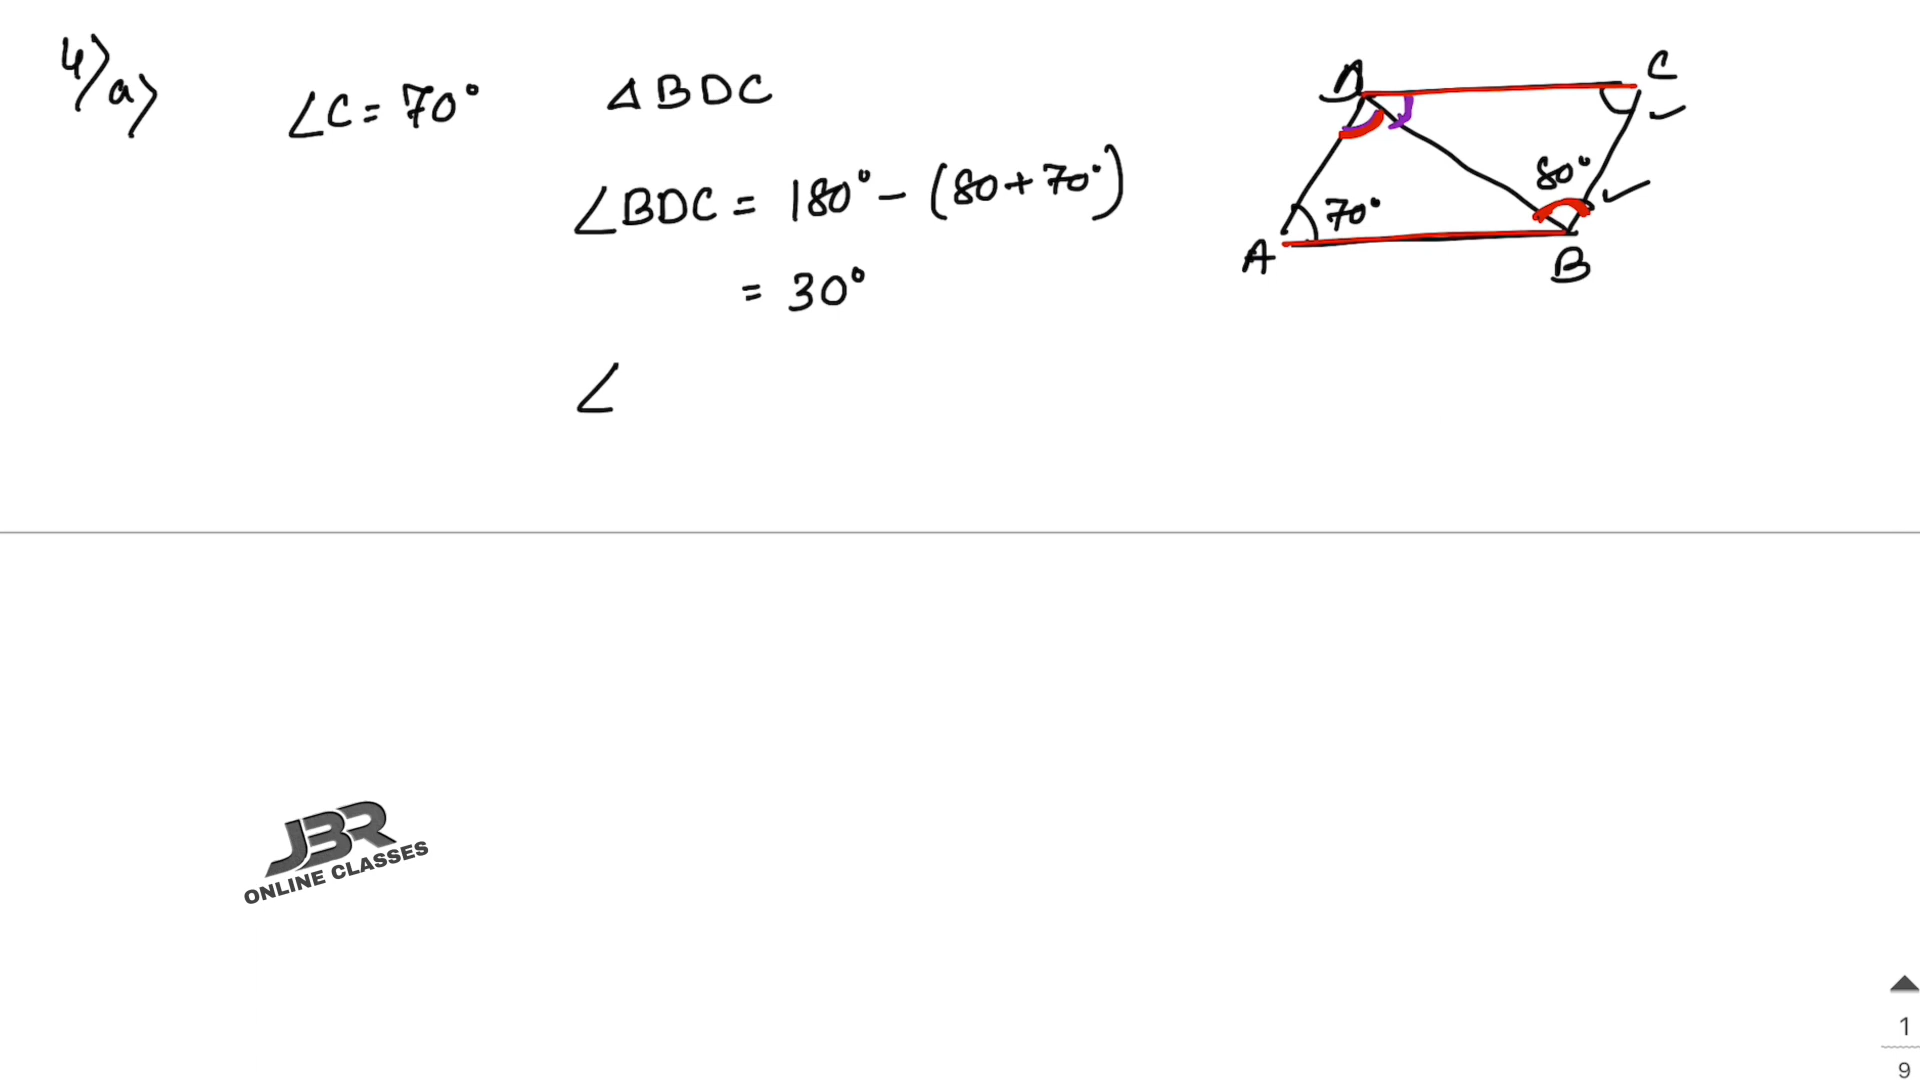 4) a)
∠C = 70°
△BDC
∠BDC = 180° - (80 + 70°)
= 30°
∠
D
C
80°
70°
A
B
JBR
ONLINE CLASSES
1
9